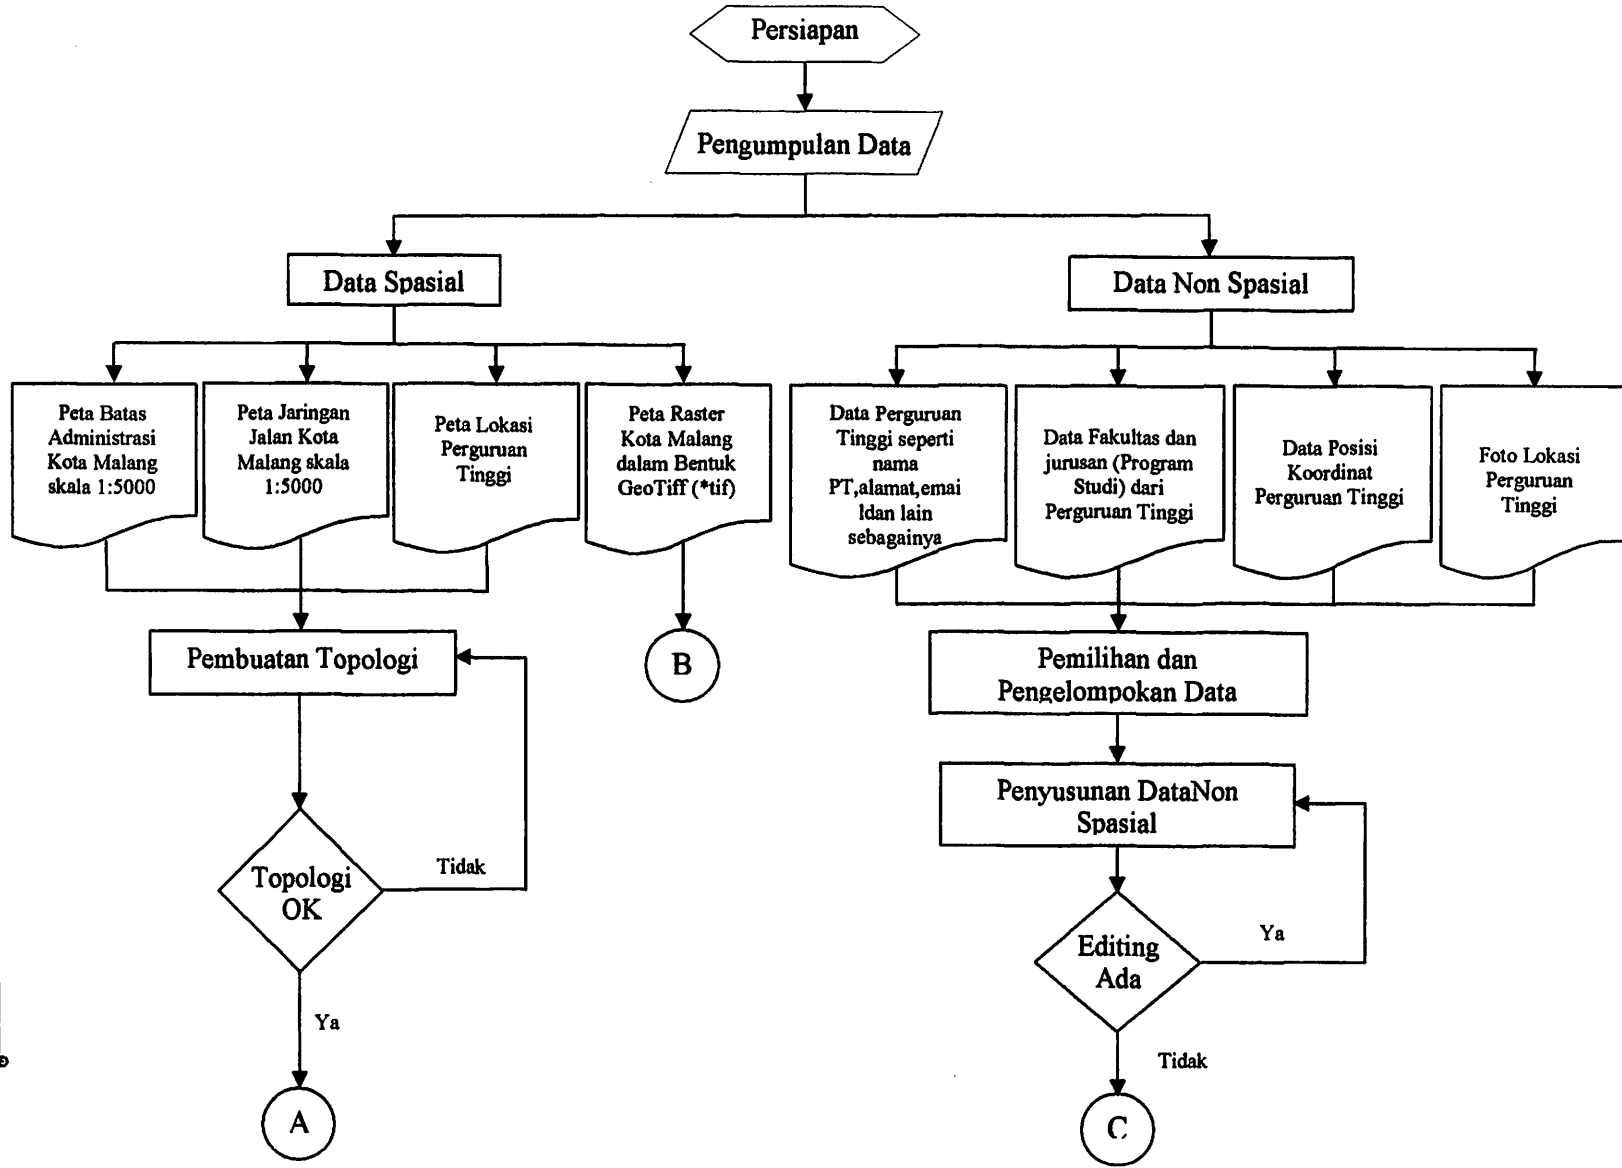 Persiapan
Pengumpulan Data
Data Spasial
Data Non Spasial
Peta Batas
Administrasi
Kota Malang
skala 1:5000
Peta Jaringan
Jalan Kota
Malang skala
1:5000
Peta Lokasi
Perguruan
Tinggi
Peta Raster
Kota Malang
dalam Bentuk
GeoTiff (*tif)
Data Perguruan
Tinggi seperti
nama
PT,alamat,emai
ldan lain
sebagainya
Data Fakultas dan
jurusan (Program
Studi) dari
Perguruan Tinggi
Data Posisi
Koordinat
Perguruan Tinggi
Foto Lokasi
Perguruan
Tinggi
Pembuatan Topologi
B
Pemilihan dan
Pengelompokan Data
Penyusunan DataNon
Spasial
Topologi
OK
Tidak
Ya
A
Editing
Ada
Ya
Tidak
C